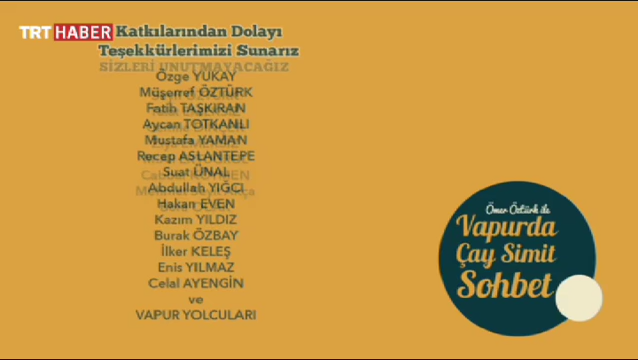 TRT HABER
Katkılarından Dolayı
Teşekkürlerimizi Sunarız
SİZLERİ UNUTMAYACAĞIZ
Özge YUKAY
Müşerref ÖZTÜRK
Fatih TAŞKIRAN
Aycan TOTKANLI
Mustafa YAMAN
Recep ASLANTEPE
Suat ÜNAL
Abdullah YIĞCI
Hakan EVEN
Kazım YILDIZ
Burak ÖZBAY
İlker KELEŞ
Enis YILMAZ
Celal AYENGİN
ve
VAPUR YOLCULARI
Ömer Öztürk ile
Vapurda
Çay Simit
Sohbet